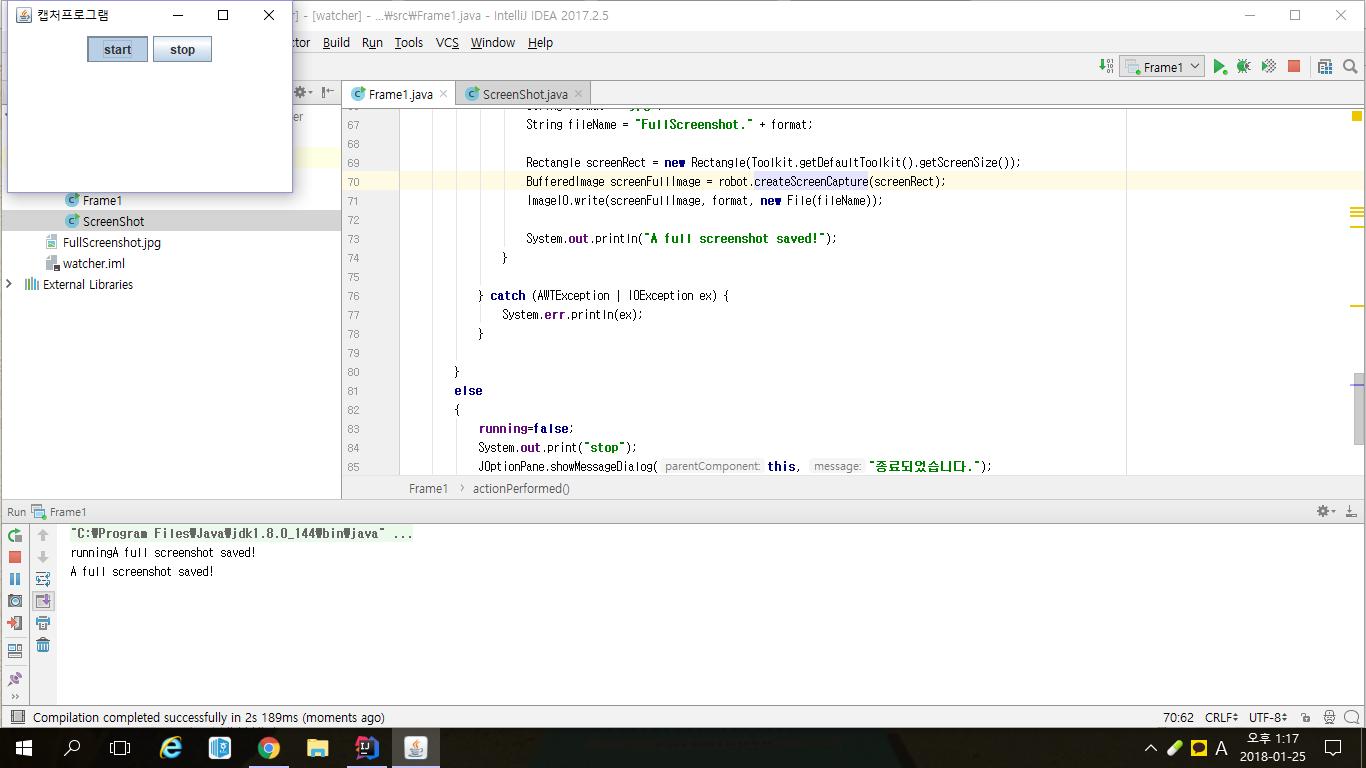 캡처프로그램
] - [watcher] - ...₩src₩Frame1.java - IntelliJ IDEA 2017.2.5
start stop
Build Run Tools VCS Window Help
Frame1
Frame1.java ScreenShot.java
67 String fileName = "FullScreenshot." + format;
68
69 Rectangle screenRect = new Rectangle(Toolkit.getDefaultToolkit().getScreenSize());
70 BufferedImage screenFullImage = robot.createScreenCapture(screenRect);
71 ImageIO.write(screenFullImage, format, new File(fileName));
72
73 System.out.println("A full screenshot saved!");
74 }
75
76 } catch (AWTException | IOException ex) {
77 System.err.println(ex);
78 }
79
80 }
81 else
82 {
83 running=false;
84 System.out.print("stop");
85 JOptionPane.showMessageDialog( parentComponent: this, message: "종료되었습니다.");
Frame1
ScreenShot
FullScreenshot.jpg
watcher.iml
External Libraries
Frame1 > actionPerformed()
Run Frame1
"C:₩Program Files₩Java₩jdk1.8.0_144₩bin₩java" ...
runningA full screenshot saved!
A full screenshot saved!
Compilation completed successfully in 2s 189ms (moments ago) 70:62 CRLF UTF-8
A
오후 1:17
2018-01-25